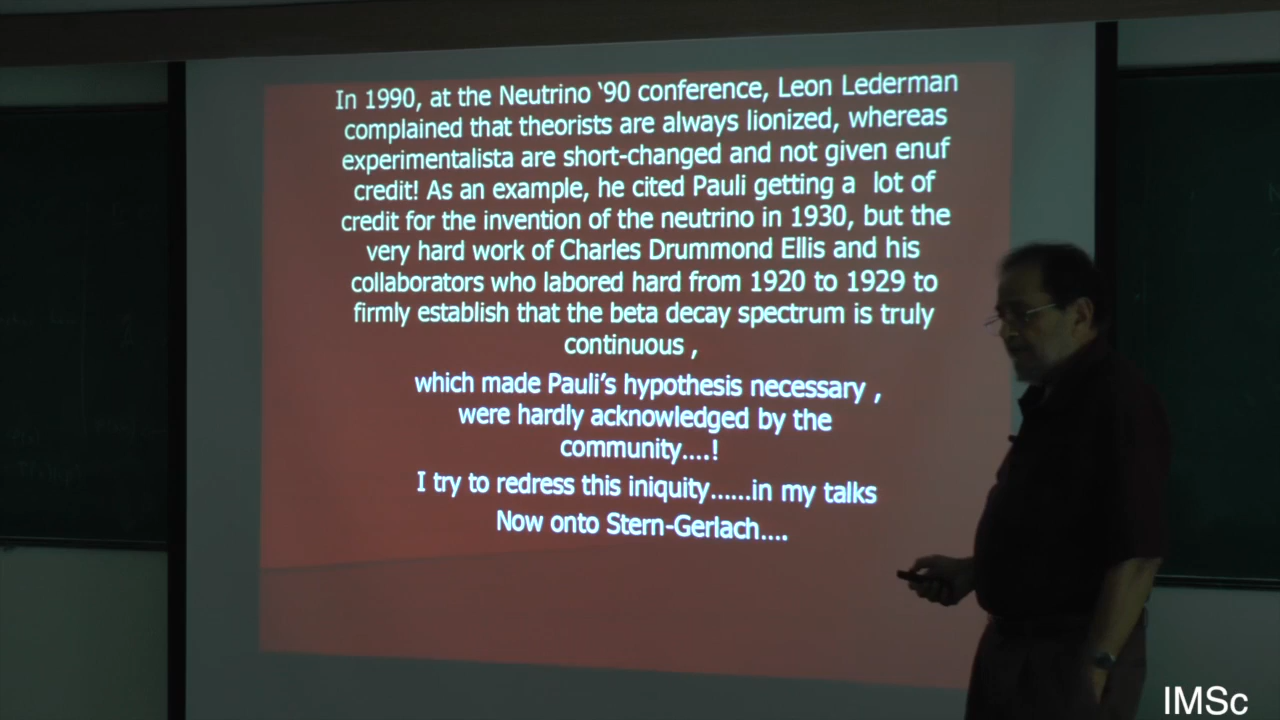 In 1990, at the Neutrino ‘90 conference, Leon Lederman
complained that theorists are always lionized, whereas
experimentalista are short-changed and not given enuf
credit! As an example, he cited Pauli getting a lot of
credit for the invention of the neutrino in 1930, but the
very hard work of Charles Drummond Ellis and his
collaborators who labored hard from 1920 to 1929 to
firmly establish that the beta decay spectrum is truly
continuous ,
which made Pauli’s hypothesis necessary ,
were hardly acknowledged by the
community....!
I try to redress this iniquity......in my talks
Now onto Stern-Gerlach....
IMSc